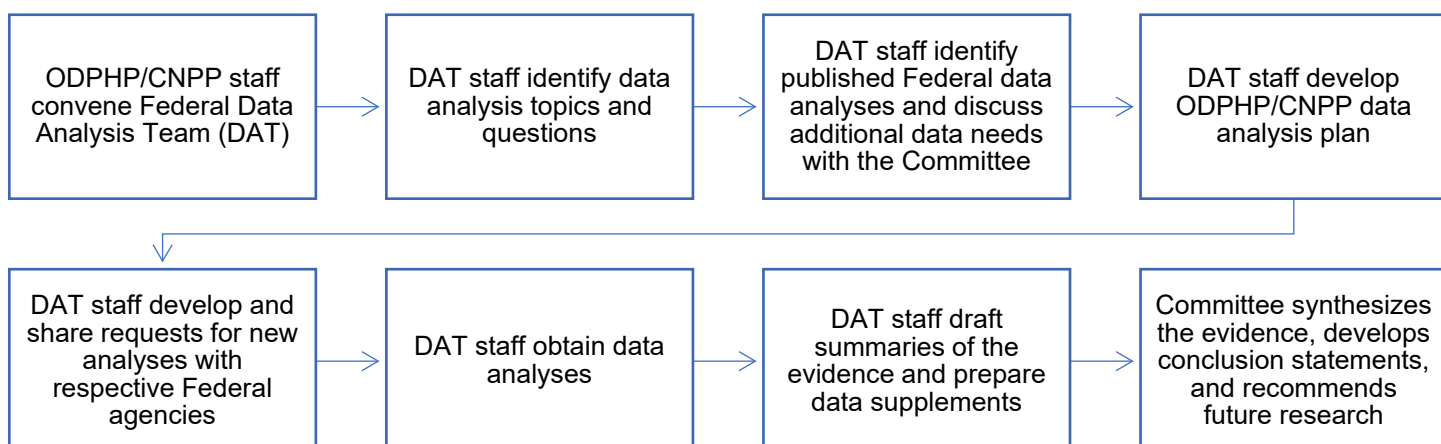 ODPHP/CNPP staff
convene Federal Data
Analysis Team (DAT)
DAT staff identify data
analysis topics and
questions
DAT staff identify
published Federal data
analyses and discuss
additional data needs
with the Committee
DAT staff develop
ODPHP/CNPP data
analysis plan
DAT staff develop and
share requests for new
analyses with
respective Federal
agencies
DAT staff obtain data
analyses
DAT staff draft
summaries of the
evidence and prepare
data supplements
Committee synthesizes
the evidence, develops
conclusion statements,
and recommends
future research